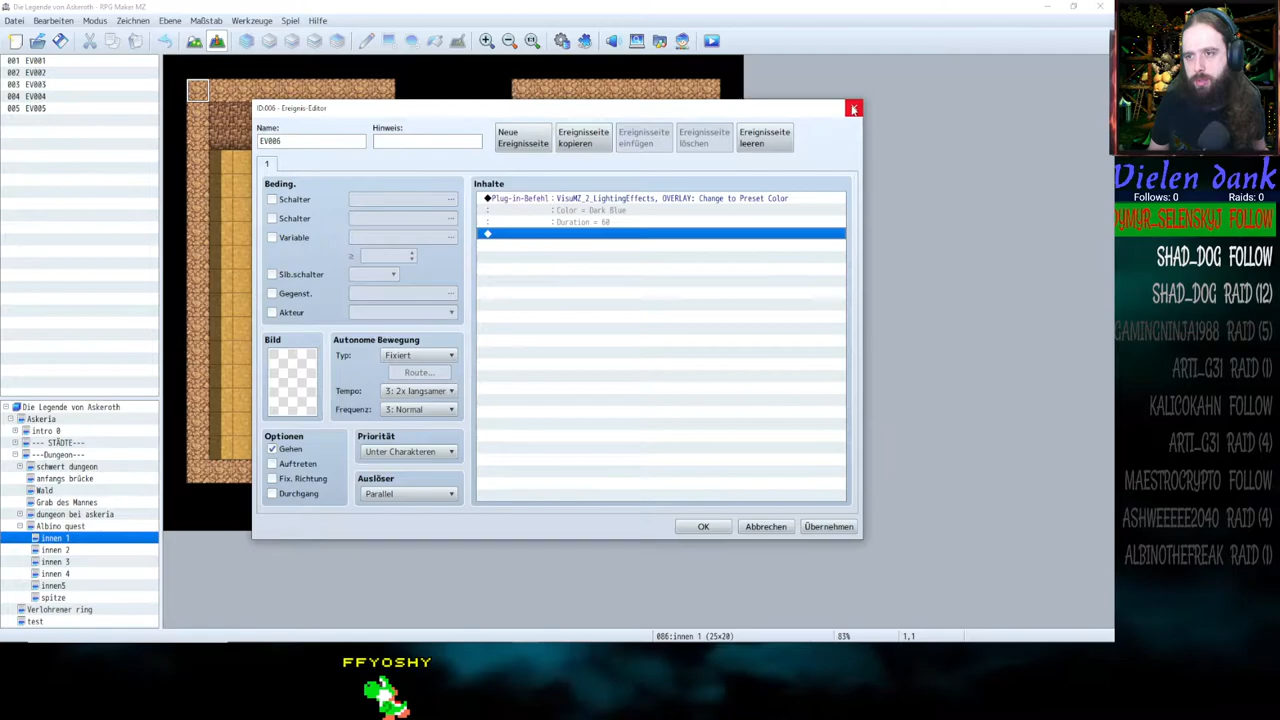 Die Legende von Askeroth - RPG Maker MZ
Datei Bearbeiten Modus Zeichnen Ebene Maßstab Werkzeuge Spiel Hilfe
001 EV001
002 EV002
003 EV003
004 EV004
005 EV005
ID:006 - Ereignis-Editor
Name: Hinweis:
EV006
Neue Ereignisseite
Ereignisseite kopieren
Ereignisseite einfügen
Ereignisseite löschen
Ereignisseite leeren
1
Beding.
Schalter
Schalter
Variable
≥
Slb.schalter
Gegenst.
Akteur
Bild
Autonome Bewegung
Typ: Fixiert
Route...
Tempo: 3: 2x langsamer
Frequenz: 3: Normal
Optionen
Gehen
Auftreten
Fix. Richtung
Durchgang
Priorität
Unter Charakteren
Auslöser
Parallel
Inhalte
◆Plug-in-Befehl : VisuMZ_2_LightingEffects, OVERLAY: Change to Preset Color
: : Color = Dark Blue
: : Duration = 60
◆
OK Abbrechen Übernehmen
Die Legende von Askeroth
Askeria
intro 0
--- STÄDTE---
---Dungeon---
schwert dungeon
anfangs brücke
Wald
Grab des Mannes
dungeon bei askeria
Albino quest
innen 1
innen 2
innen 3
innen 4
innen5
spitze
Verlohrener ring
test
086:innen 1 (25x20) 83% 1,1
Vielen dank
Follows: 0 Raids: 0
DYMYR_SELENSKYJ FOLLOW
SHAD_DOG FOLLOW
SHAD_DOG RAID (12)
GAMINGNINJA1988 RAID (5)
ARTI_G31 RAID (1)
KALICOKAHN FOLLOW
ARTI_G31 RAID (4)
MAESTROCRYPTO FOLLOW
ASHWEEEEE2040 RAID (4)
ALBINOTHEFREAK RAID (1)
FFYOSHY